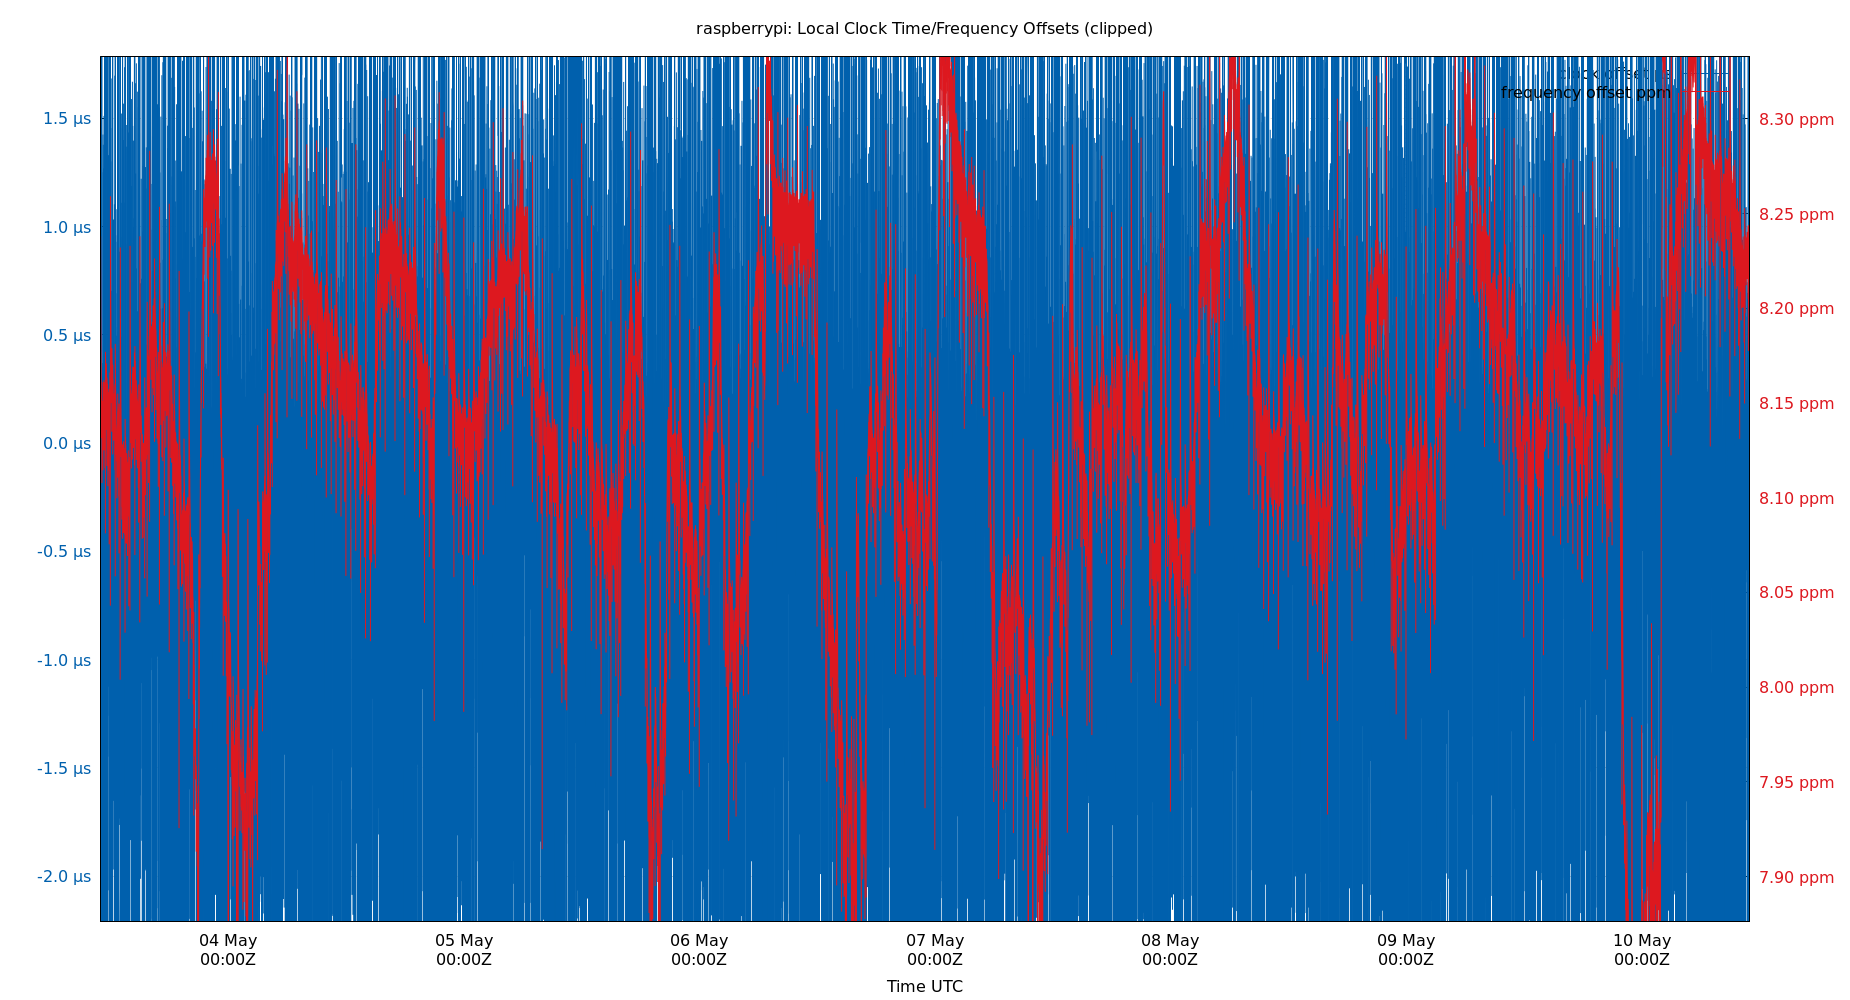 raspberrypi: Local Clock Time/Frequency Offsets (clipped)
clock offset µs
frequency offset ppm
1.5 µs
1.0 µs
0.5 µs
0.0 µs
-0.5 µs
-1.0 µs
-1.5 µs
-2.0 µs
8.30 ppm
8.25 ppm
8.20 ppm
8.15 ppm
8.10 ppm
8.05 ppm
8.00 ppm
7.95 ppm
7.90 ppm
04 May 05 May 06 May 07 May 08 May 09 May 10 May
00:00Z 00:00Z 00:00Z 00:00Z 00:00Z 00:00Z 00:00Z
Time UTC